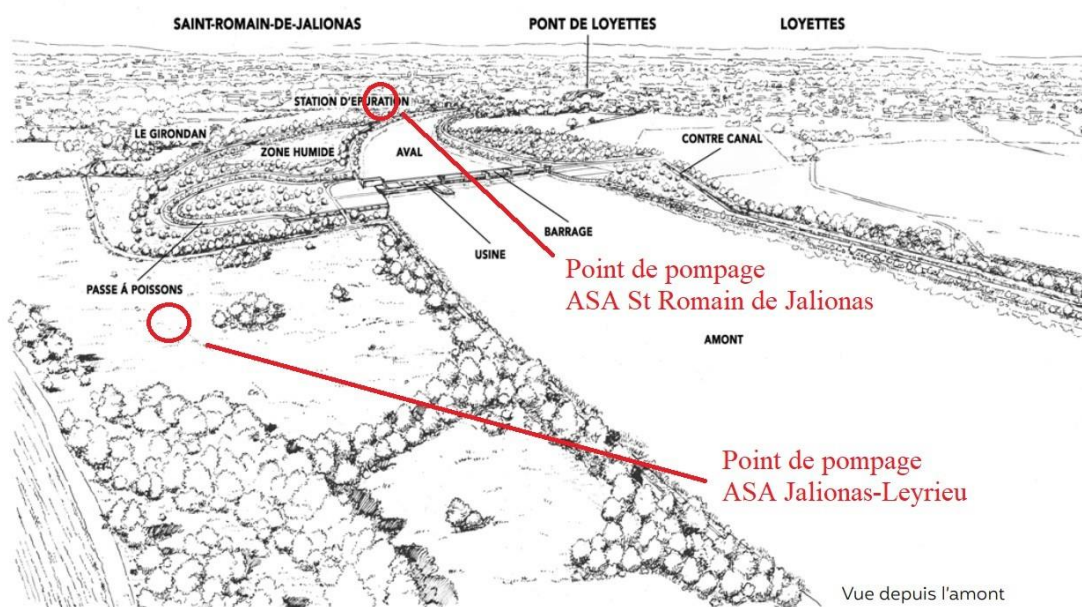 SAINT-ROMAIN-DE-JALIONAS
PONT DE LOYETTES
LOYETTES
STATION D'EPURATION
LE GIRONDAN
ZONE HUMIDE
AVAL
CONTRE CANAL
BARRAGE
USINE
PASSE À POISSONS
Point de pompage
ASA St Romain de Jalionas
AMONT
Point de pompage
ASA Jalionas-Leyrieu
Vue depuis l'amont